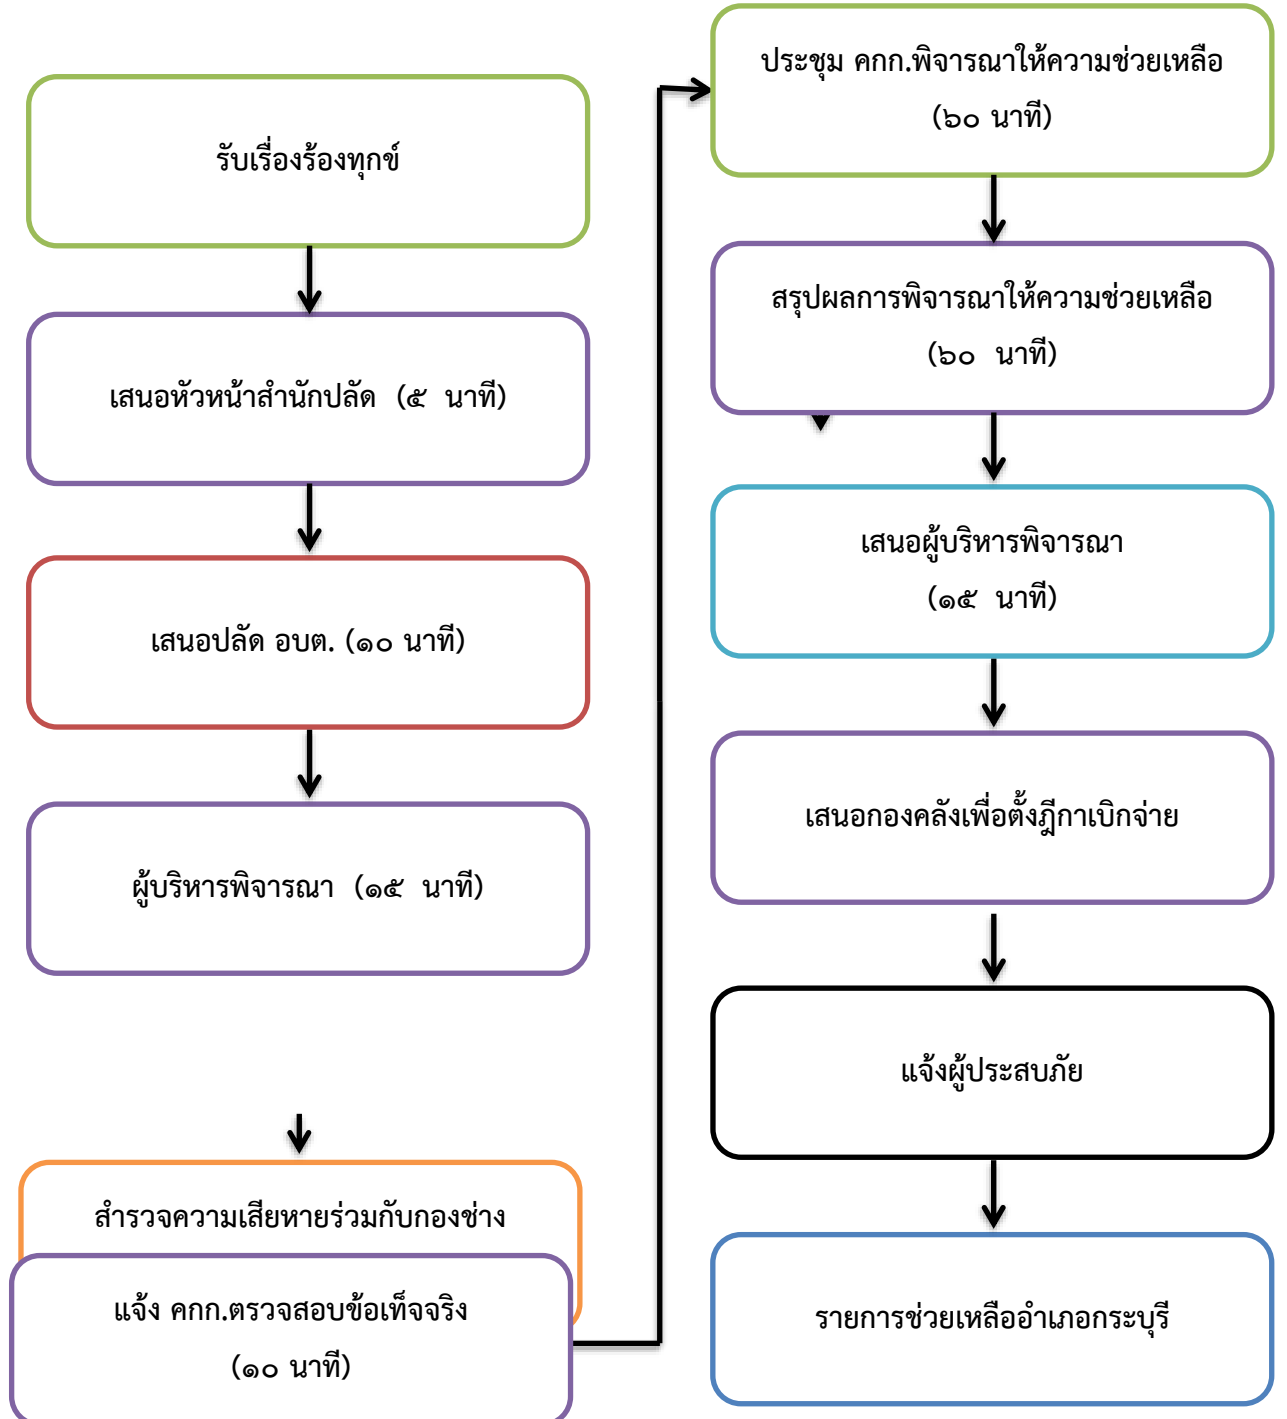 รับเรื่องร้องทุกข์
เสนอหัวหน้าสำนักปลัด (๕ นาที)
เสนอปลัด อบต. (๑๐ นาที)
ผู้บริหารพิจารณา (๑๕ นาที)
สำรวจความเสียหายร่วมกับกองช่าง
แจ้ง คกก.ตรวจสอบข้อเท็จจริง
(๑๐ นาที)
ประชุม คกก.พิจารณาให้ความช่วยเหลือ
(๖๐ นาที)
สรุปผลการพิจารณาให้ความช่วยเหลือ
(๖๐ นาที)
เสนอผู้บริหารพิจารณา
(๑๕ นาที)
เสนอกองคลังเพื่อตั้งฎีกาเบิกจ่าย
แจ้งผู้ประสบภัย
รายการช่วยเหลืออำเภอกระบุรี